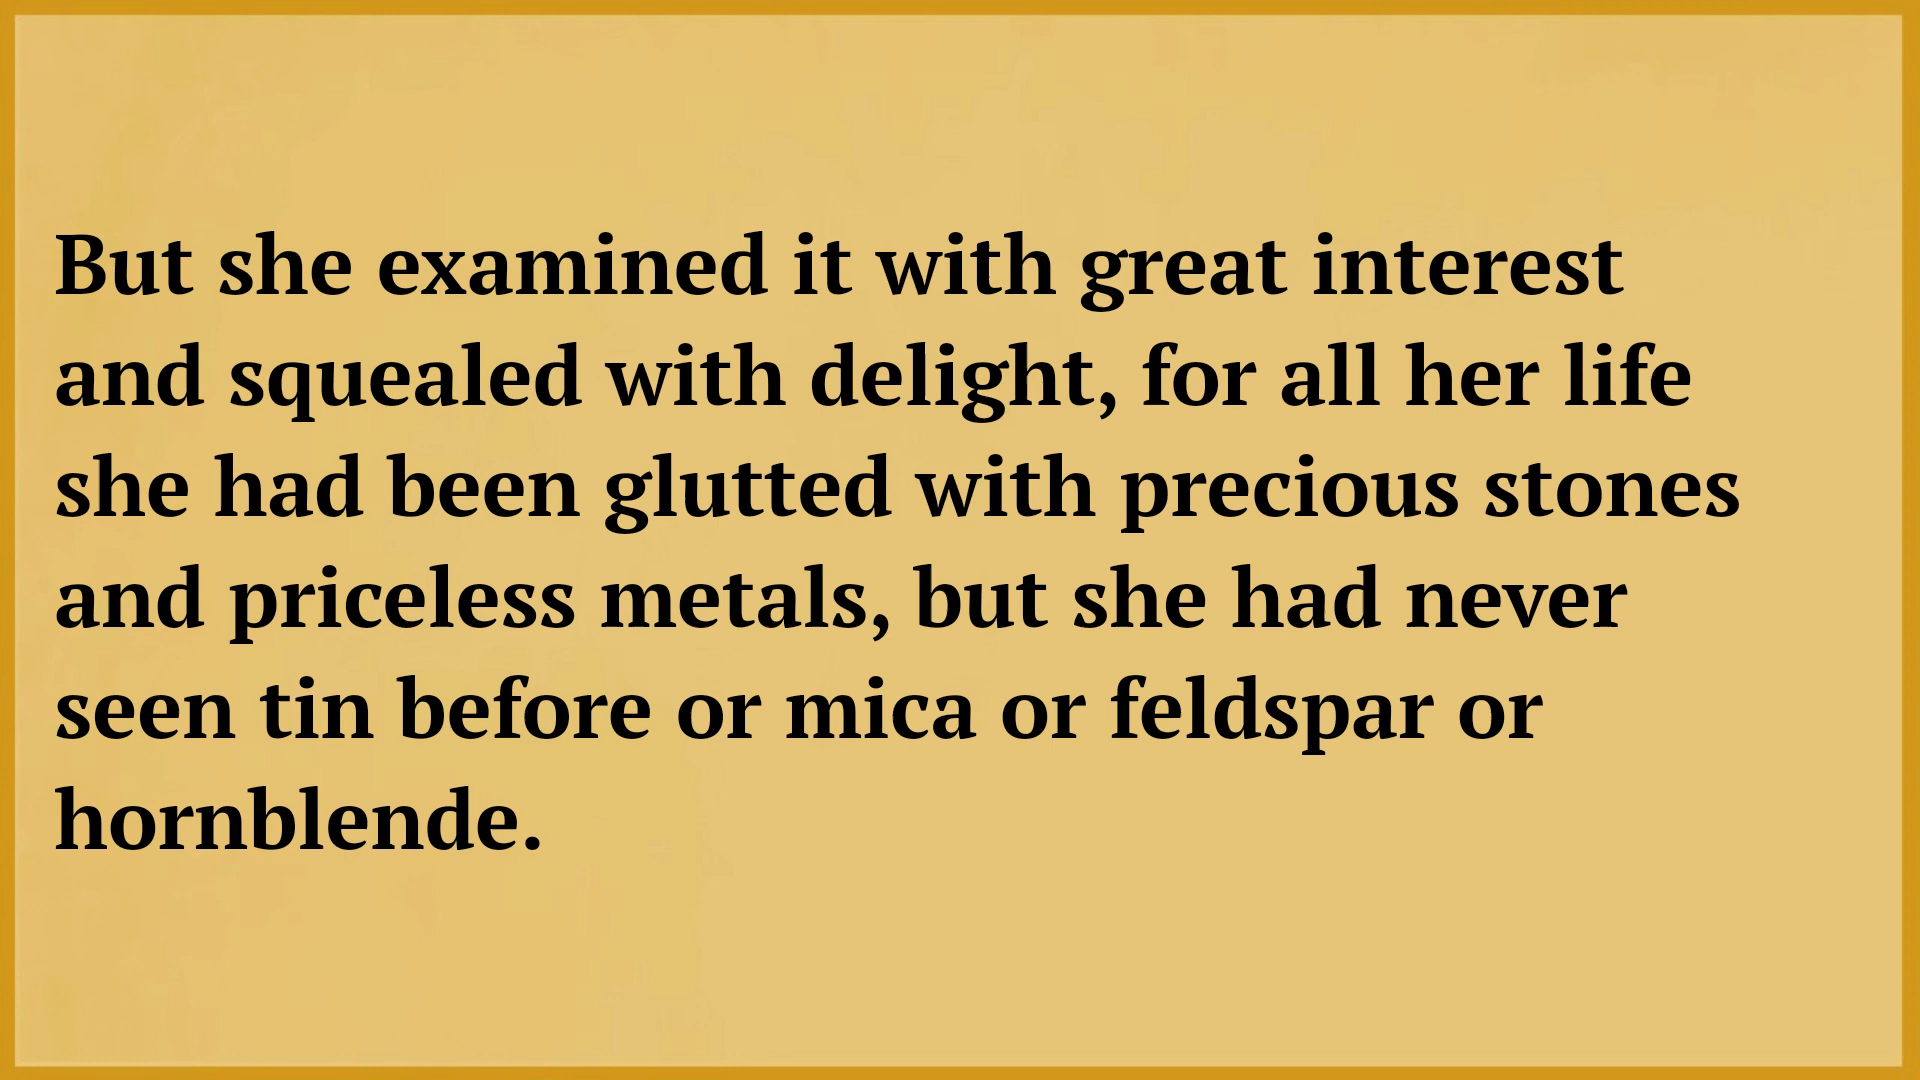 But she examined it with great interest
and squealed with delight, for all her life
she had been glutted with precious stones
and priceless metals, but she had never
seen tin before or mica or feldspar or
hornblende.